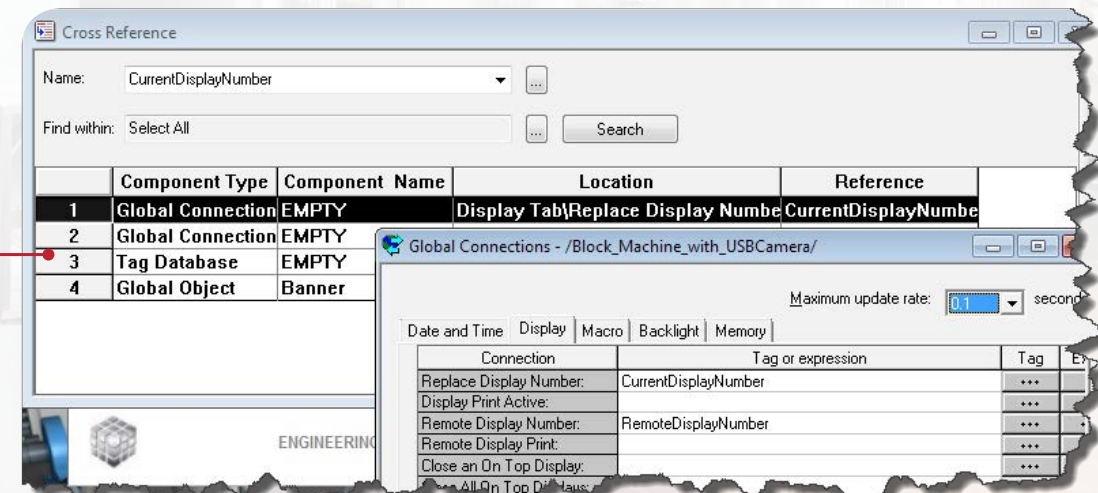 Cross Reference
Name: CurrentDisplayNumber
Find within: Select All ... Search
Component Type Component Name Location Reference
1 Global Connection EMPTY Display Tab\Replace Display Numbe CurrentDisplayNumbe
2 Global Connection EMPTY
3 Tag Database EMPTY
4 Global Object Banner
Global Connections - /Block_Machine_with_USBCamera/
Maximum update rate: 0.1 second
Date and Time Display Macro Backlight Memory
Connection Tag or expression Tag
Replace Display Number: CurrentDisplayNumber
Display Print Active:
Remote Display Number: RemoteDisplayNumber
Remote Display Print:
Close an On Top Display:
All On Top
ENGINEERING